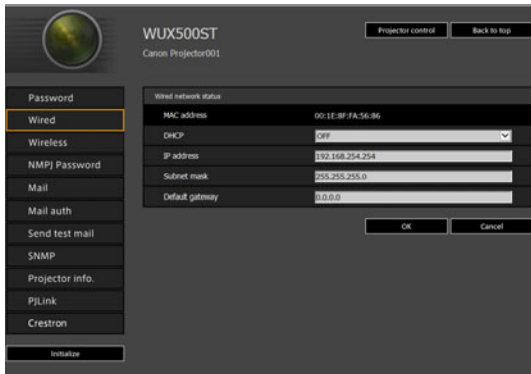 WUX500ST
Canon Projector001
Projector control
Back to top
Password
Wired
Wireless
NMPJ Password
Mail
Mail auth
Send test mail
SNMP
Projector info.
PJLink
Crestron
Initialize
Wired network status
MAC address 00:1E:8F:FA:56:86
DHCP OFF
IP address 192.168.254.254
Subnet mask 255.255.255.0
Default gateway 0.0.0.0
OK
Cancel